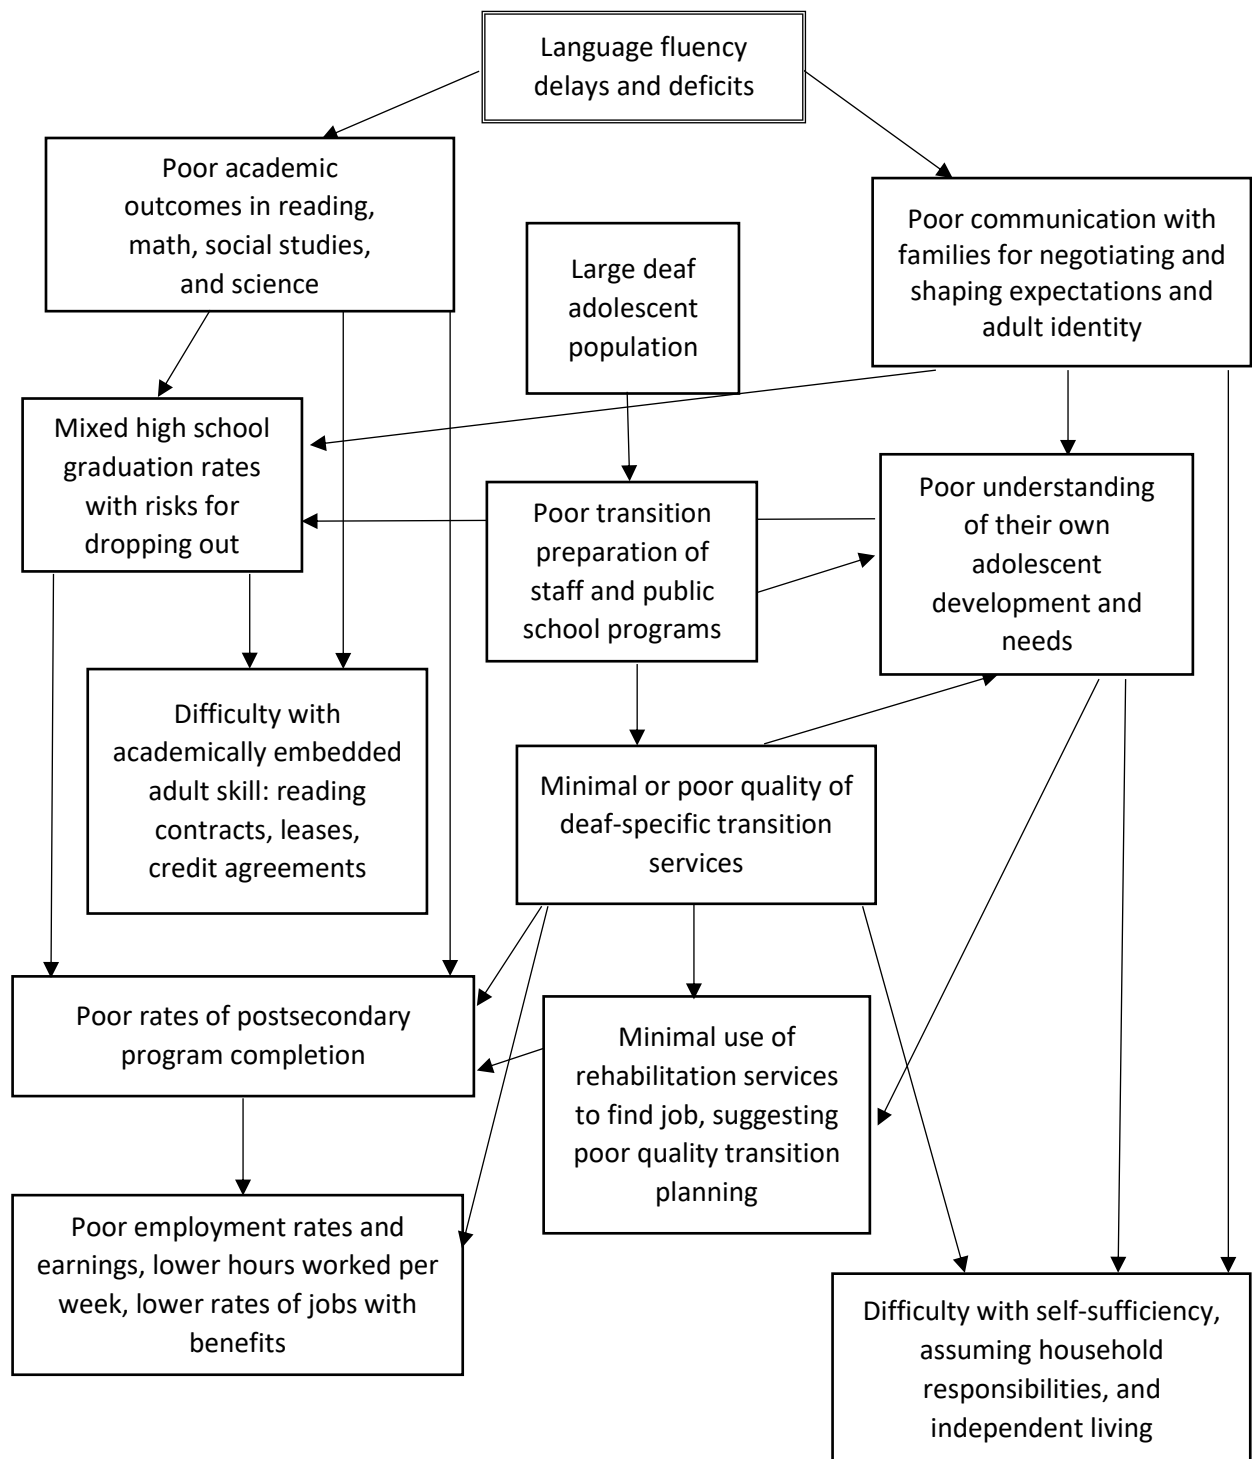 Language fluency
delays and deficits
Poor academic
outcomes in reading,
math, social studies,
and science
Poor communication with
families for negotiating and
shaping expectations and
adult identity
Large deaf
adolescent
population
Mixed high school
graduation rates
with risks for
dropping out
Poor transition
preparation of
staff and public
school programs
Poor understanding
of their own
adolescent
development and
needs
Difficulty with
academically embedded
adult skill: reading
contracts, leases,
credit agreements
Minimal or poor quality of
deaf-specific transition
services
Poor rates of postsecondary
program completion
Minimal use of
rehabilitation services
to find job, suggesting
poor quality transition
planning
Poor employment rates and
earnings, lower hours worked per
week, lower rates of jobs with
benefits
Difficulty with self-sufficiency,
assuming household
responsibilities, and
independent living